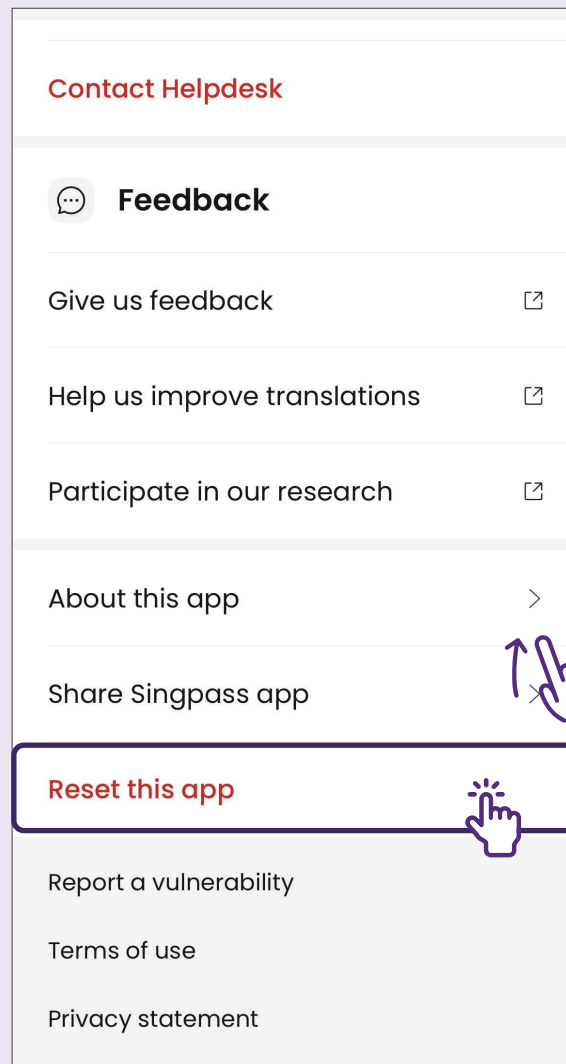 Contact Helpdesk
Feedback
Give us feedback
Help us improve translations
Participate in our research
About this app
Share Singpass app
Reset this app
Report a vulnerability
Terms of use
Privacy statement